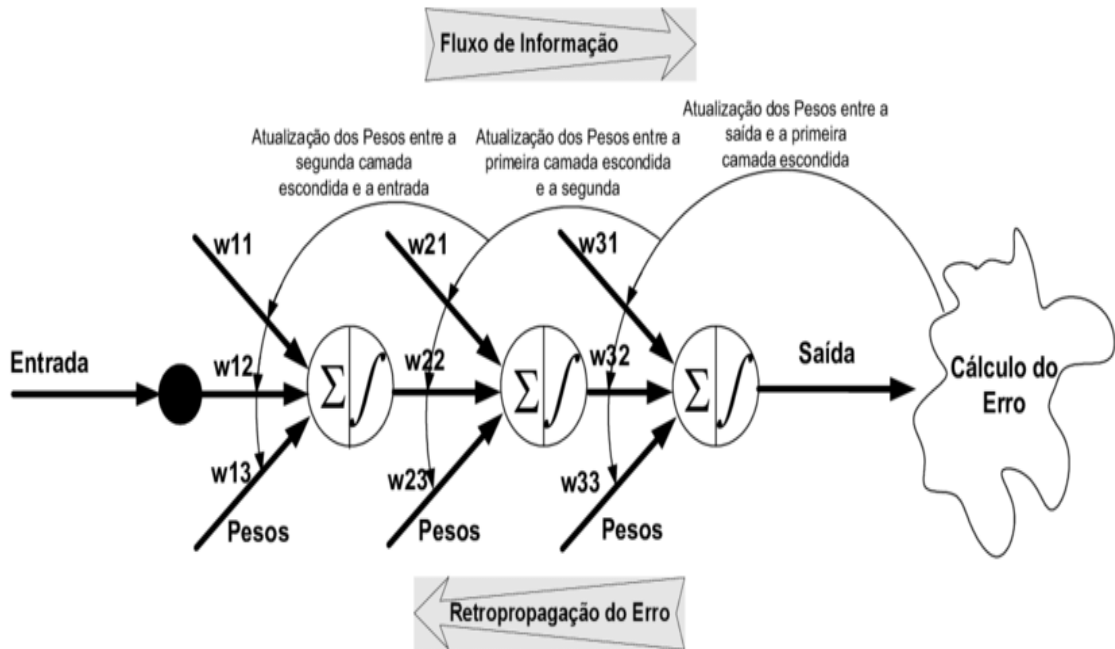 Fluxo de Informação
Atualização dos Pesos entre a
segunda camada
escondida e a entrada
Atualização dos Pesos entre a
primeira camada escondida
e a segunda
Atualização dos Pesos entre a
saída e a primeira
camada escondida
w11
w21
w31
Entrada
w12
Σ ∫
w22
Σ ∫
w32
Σ ∫
Saída
Cálculo do
Erro
w13
w23
w33
Pesos
Pesos
Pesos
Retropropagação do Erro